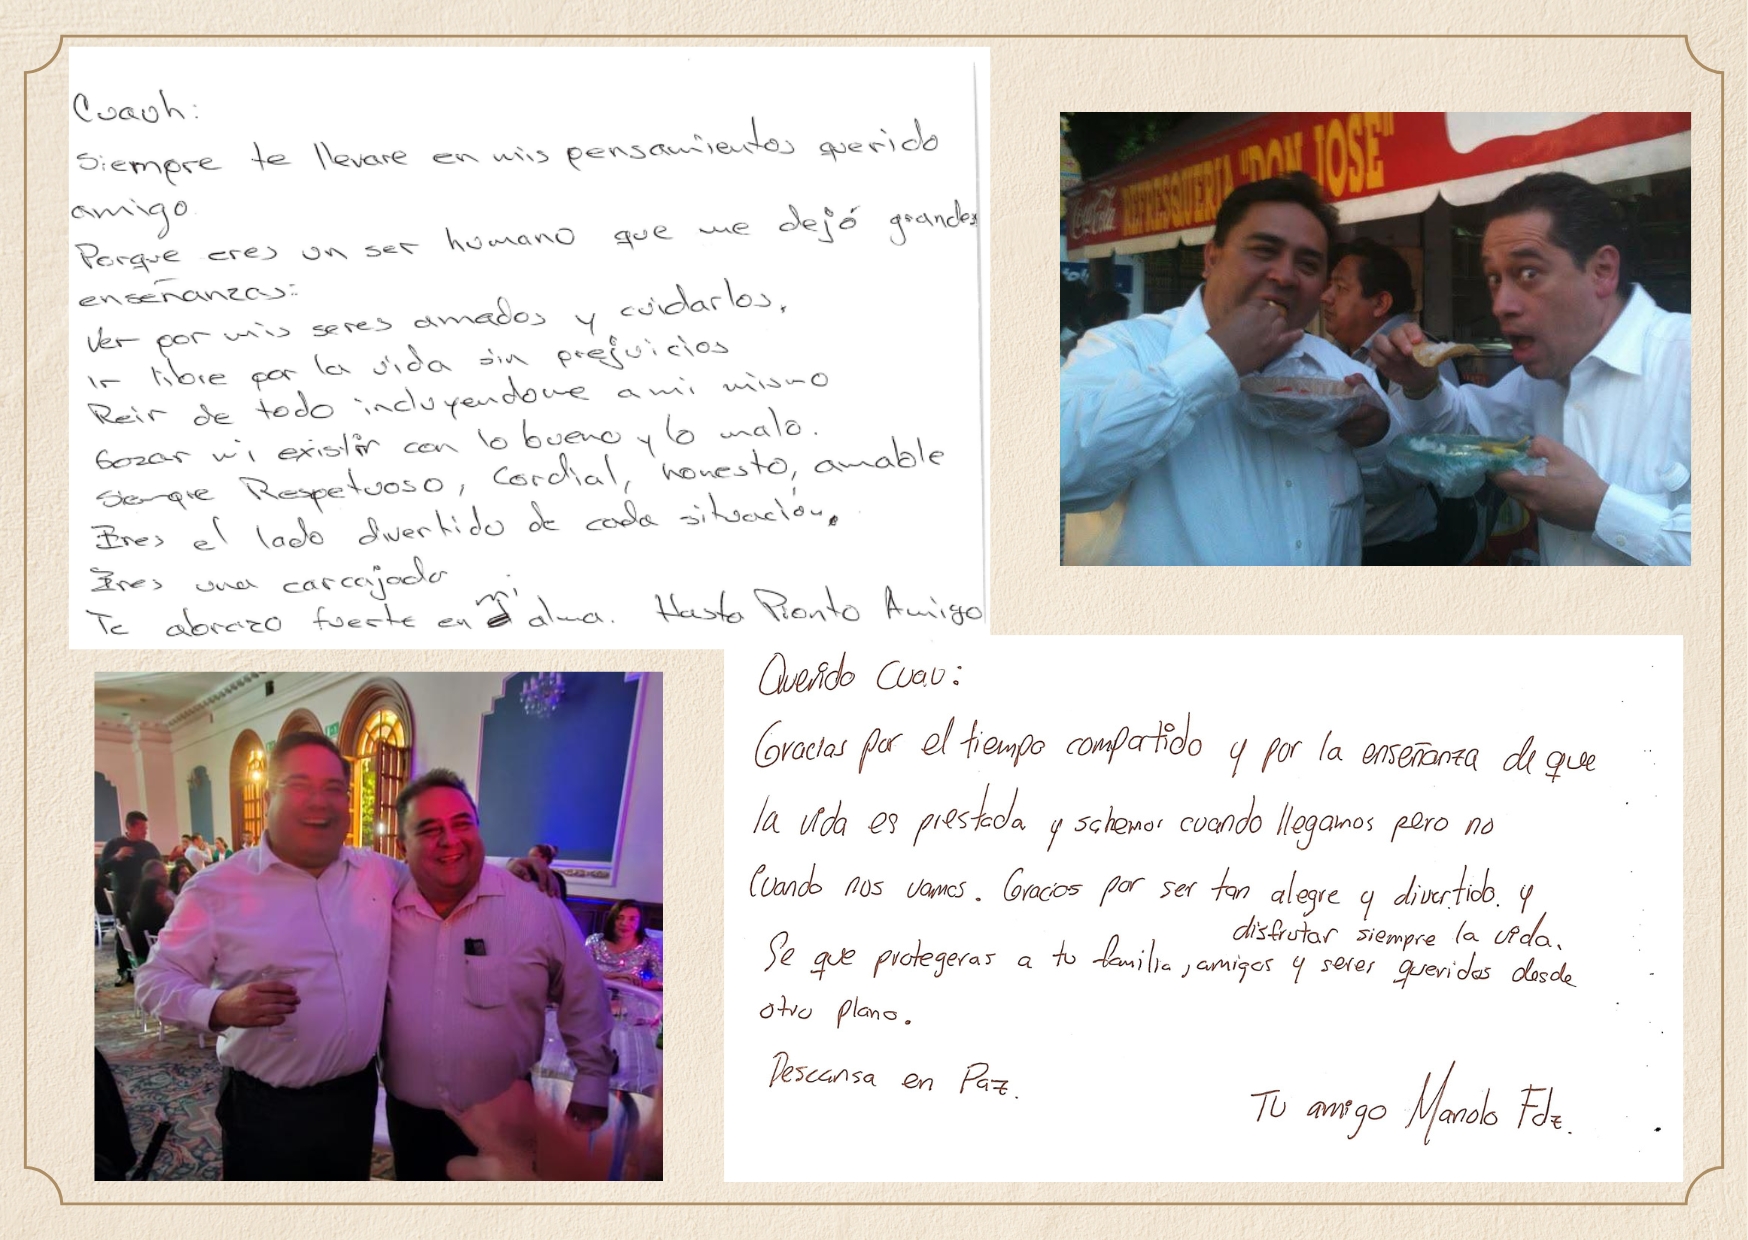 Cuauh:
Siempre te llevare en mis pensamientos querido
amigo
Porque eres un ser humano que me dejó grandes
enseñanzas:
Ver por mis seres amados y cuidarlos,
Ir libre por la vida sin prejuicios
Reir de todo incluyendome a mi mismo
Gozar mi existir con lo bueno y lo malo.
Siempre Respetuoso, Cordial, honesto, amable
Eres el lado divertido de cada situación.
Eres una carcajada
Te abrazo fuerte en mi alma. Hasta Pronto Amigo
Coca-Cola
REFRESQUERIA "DON JOSE"
Querido Cuau:
Gracias por el tiempo compartido y por la enseñanza de que
la vida es prestada y sabemos cuando llegamos pero no
Cuando nos vamos. Gracias por ser tan alegre y divertido. y
disfrutar siempre la vida.
Se que protegeras a tu familia, amigos y seres queridos desde
otro plano.
Descansa en Paz.
Tu amigo Manolo Fdz.